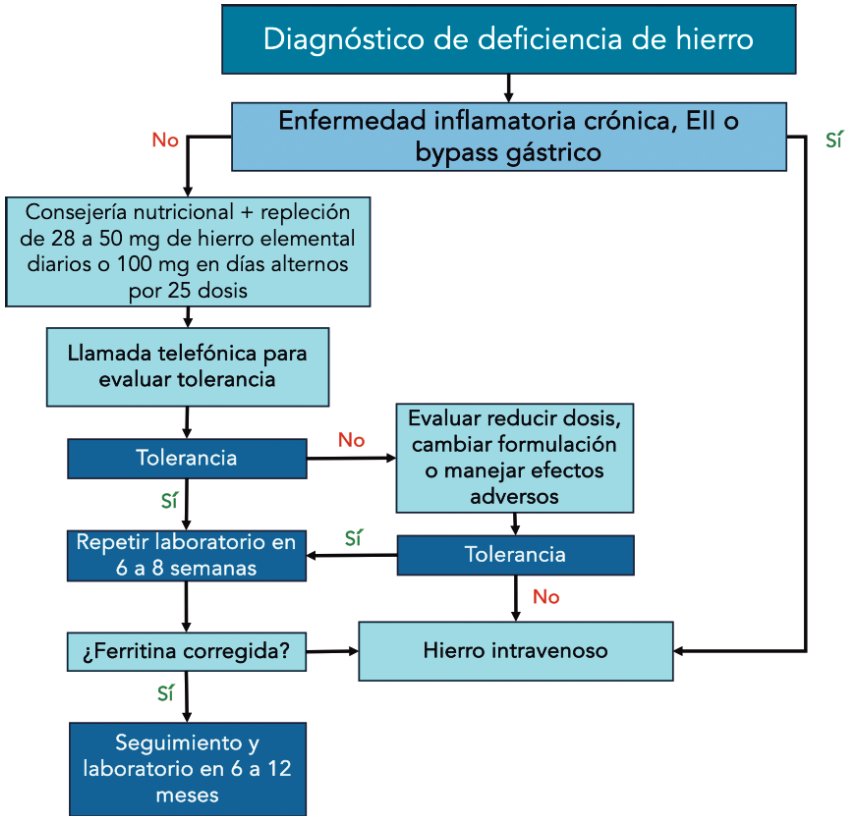 Diagnóstico de deficiencia de hierro
Enfermedad inflamatoria crónica, EII o
bypass gástrico
No
Sí
Consejería nutricional + repleción
de 28 a 50 mg de hierro elemental
diarios o 100 mg en días alternos
por 25 dosis
Llamada telefónica para
evaluar tolerancia
Tolerancia
No
Evaluar reducir dosis,
cambiar formulación
o manejar efectos
adversos
Sí
Repetir laboratorio en
6 a 8 semanas
Sí
Tolerancia
No
¿Ferritina corregida?
Hierro intravenoso
Sí
Seguimiento y
laboratorio en 6 a 12
meses